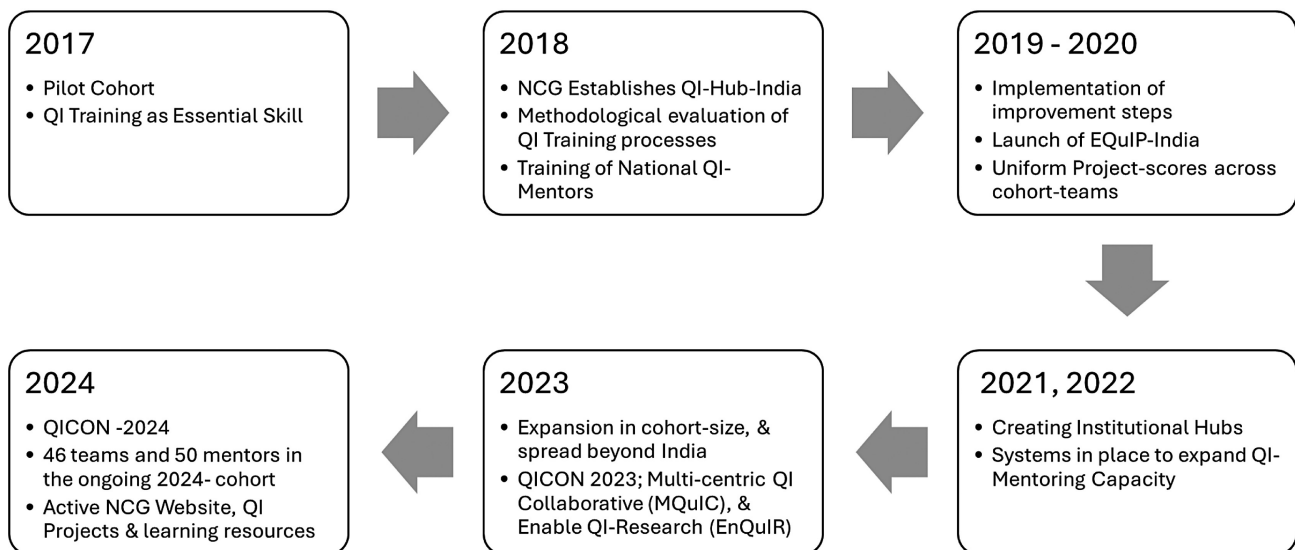 2017
• Pilot Cohort
• QI Training as Essential Skill
2018
• NCG Establishes QI-Hub-India
• Methodological evaluation of
QI Training processes
• Training of National QI-
Mentors
2019 - 2020
• Implementation of
improvement steps
• Launch of EQuIP-India
• Uniform Project-scores across
cohort-teams
2021, 2022
• Creating Institutional Hubs
• Systems in place to expand QI-
Mentoring Capacity
2023
• Expansion in cohort-size, &
spread beyond India
• QICON 2023; Multi-centric QI
Collaborative (MQuIC), &
Enable QI-Research (EnQuIR)
2024
• QICON -2024
• 46 teams and 50 mentors in
the ongoing 2024- cohort
• Active NCG Website, QI
Projects & learning resources